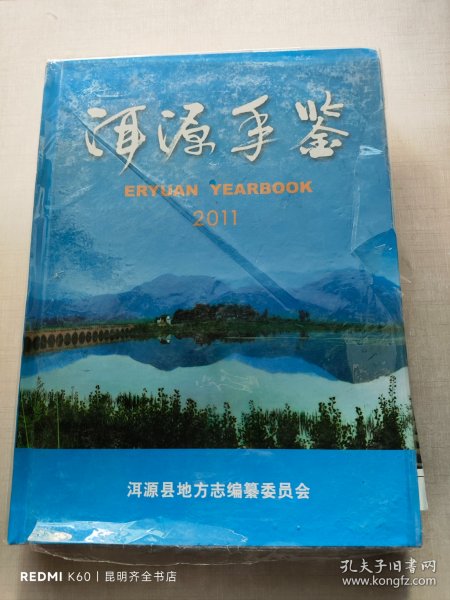 洱源年鉴
ERYUAN YEARBOOK
2011
洱源县地方志编纂委员会
REDMI K60 | 昆明齐全书店
孔夫子旧书网
www.kongfz.com